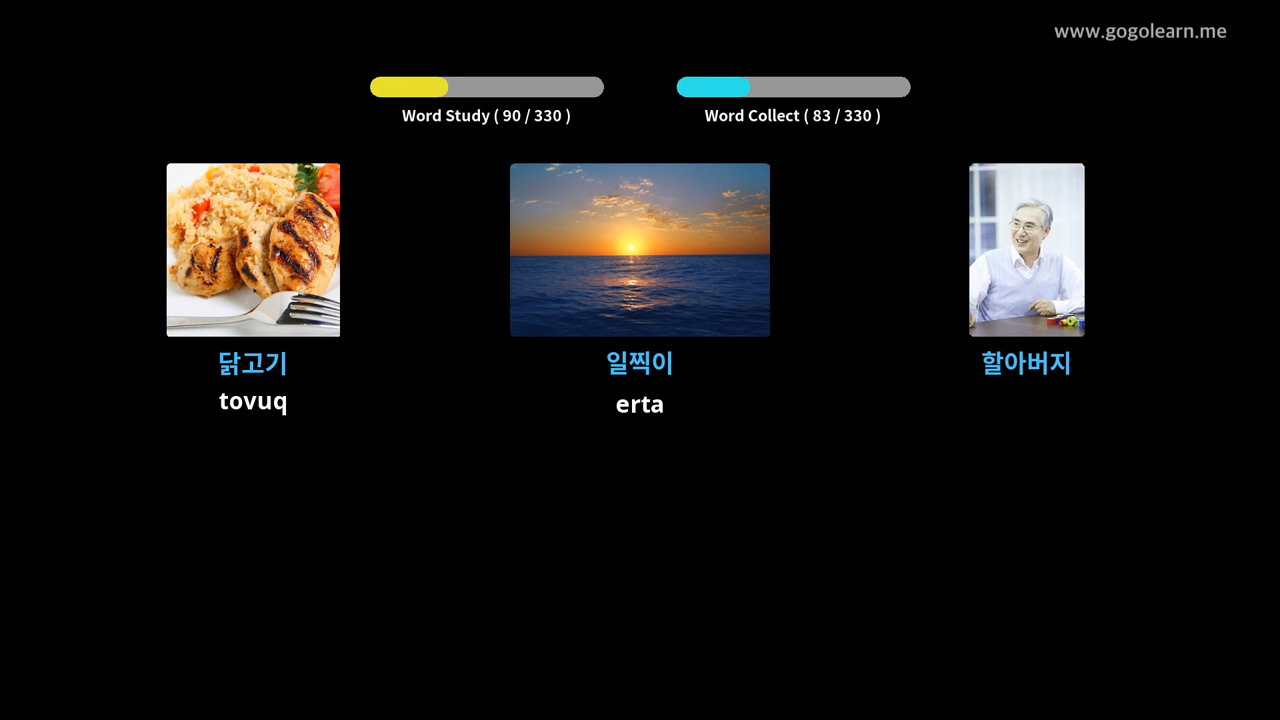 www.gogolearn.me
Word Study ( 90 / 330 )
Word Collect ( 83 / 330 )
닭고기
tovuq
일찍이
erta
할아버지